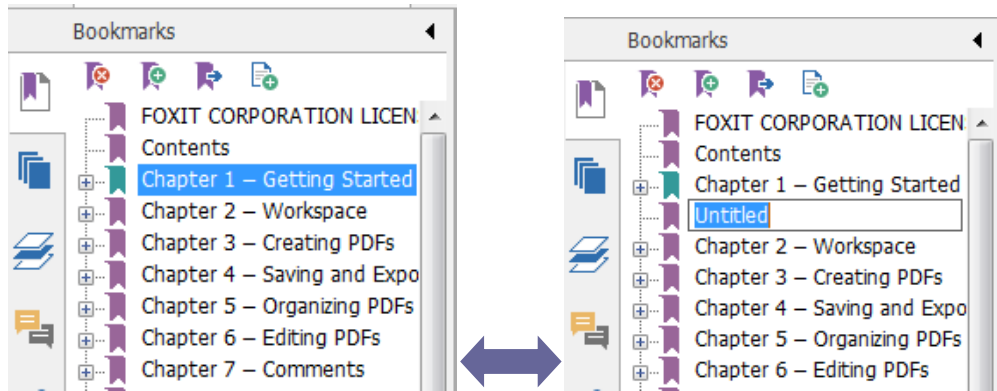 Bookmarks
FOXIT CORPORATION LICEN
Contents
Chapter 1 – Getting Started
Chapter 2 – Workspace
Chapter 3 – Creating PDFs
Chapter 4 – Saving and Expo
Chapter 5 – Organizing PDFs
Chapter 6 – Editing PDFs
Chapter 7 – Comments
Bookmarks
FOXIT CORPORATION LICEN
Contents
Chapter 1 – Getting Started
Untitled
Chapter 2 – Workspace
Chapter 3 – Creating PDFs
Chapter 4 – Saving and Expo
Chapter 5 – Organizing PDFs
Chapter 6 – Editing PDFs